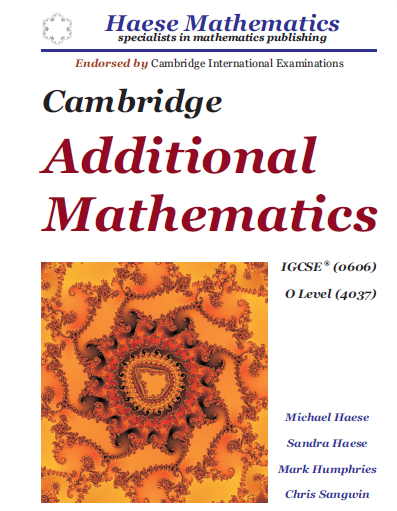 Haese Mathematics
specialists in mathematics publishing
Endorsed by Cambridge International Examinations
Cambridge
Additional
Mathematics
IGCSE® (0606)
O Level (4037)
Michael Haese
Sandra Haese
Mark Humphries
Chris Sangwin